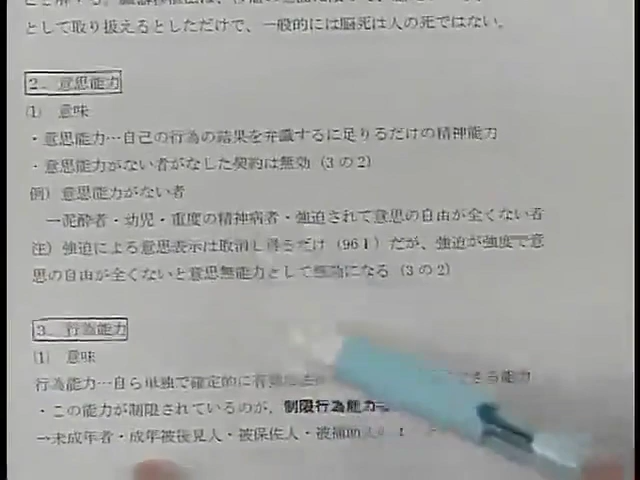 として取り扱えるとしただけで、一般的には脳死は人の死ではない。
2. 意思能力
(1) 意味
・意思能力…自己の行為の結果を弁識するに足りるだけの精神能力
・意思能力がない者がなした契約は無効（3の2）
例）意思能力がない者
→泥酔者・幼児・重度の精神病者・強迫されて意思の自由が全くない者
注）強迫による意思表示は取消し得るだけ（96Ⅰ）だが、強迫が強度で意
思の自由が全くないと意思無能力として無効になる（3の2）
3. 行為能力
(1) 意味
行為能力…自ら単独で確定的に有効 できる能力
・この能力が制限されているのが、制限行為能力
→未成年者・成年被後見人・被保佐人・被補助人